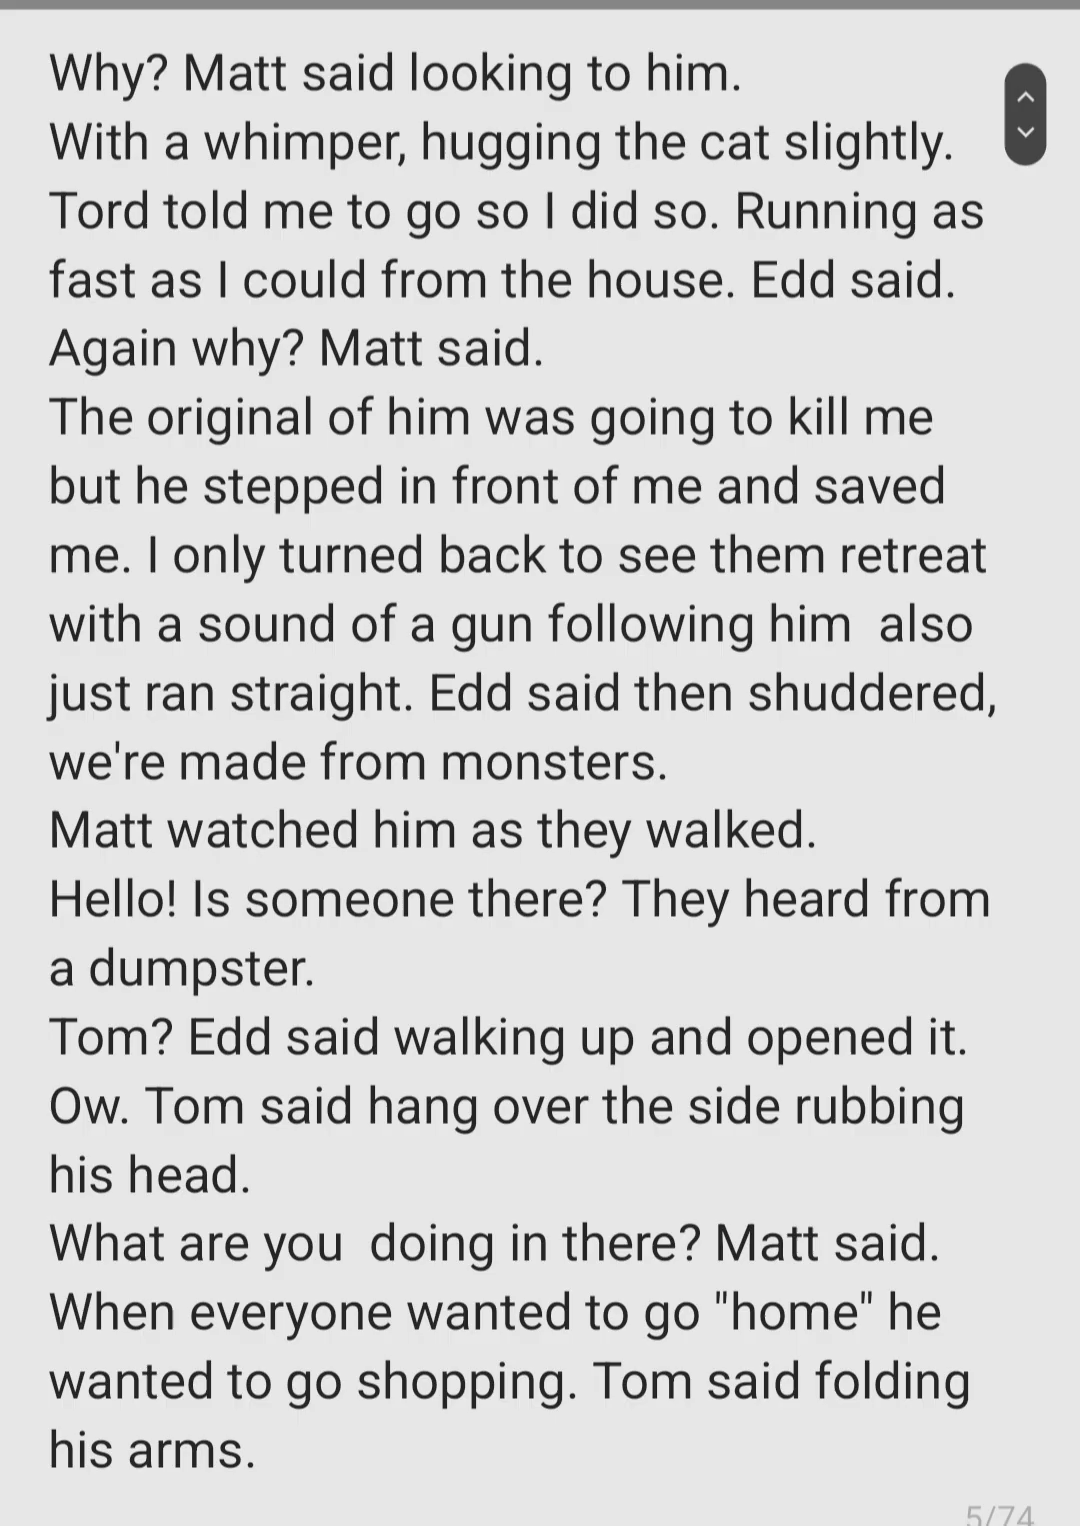 Why? Matt said looking to him.
With a whimper, hugging the cat slightly.
Tord told me to go so I did so. Running as
fast as I could from the house. Edd said.
Again why? Matt said.
The original of him was going to kill me
but he stepped in front of me and saved
me. I only turned back to see them retreat
with a sound of a gun following him  also
just ran straight. Edd said then shuddered,
we're made from monsters.
Matt watched him as they walked.
Hello! Is someone there? They heard from
a dumpster.
Tom? Edd said walking up and opened it.
Ow. Tom said hang over the side rubbing
his head.
What are you  doing in there? Matt said.
When everyone wanted to go "home" he
wanted to go shopping. Tom said folding
his arms.
5/74